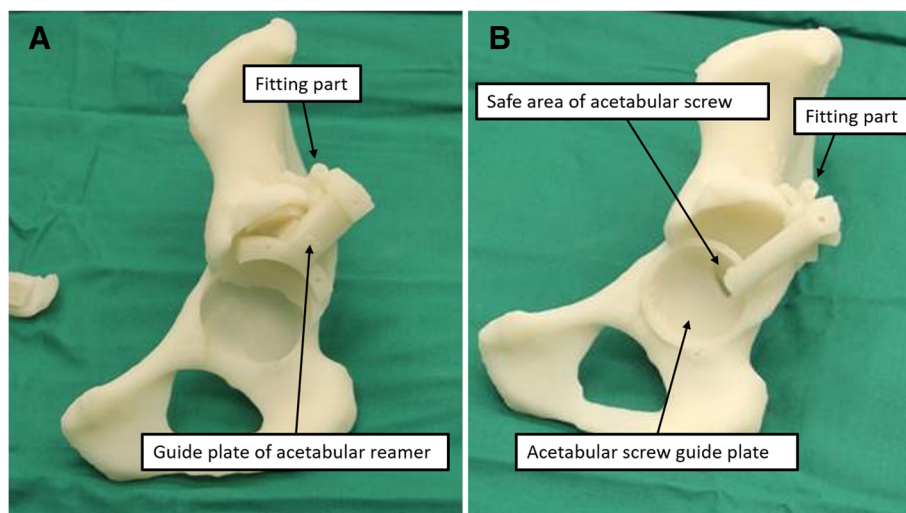 A
Fitting part
Guide plate of acetabular reamer
B
Safe area of acetabular screw
Fitting part
Acetabular screw guide plate